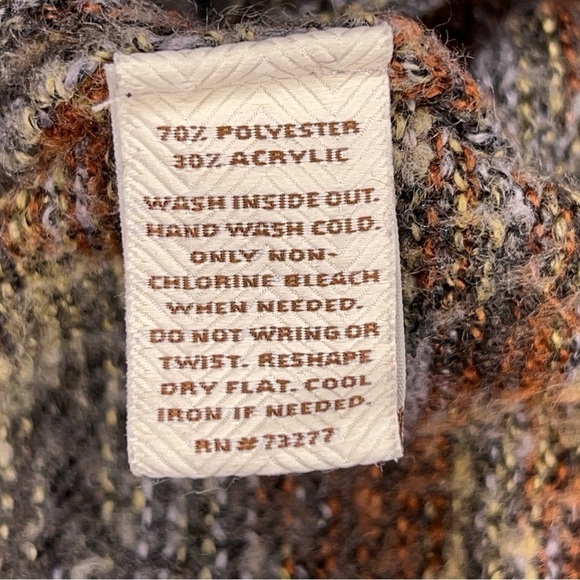 70% POLYESTER
30% ACRYLIC
WASH INSIDE OUT.
HAND WASH COLD.
ONLY NON-
CHLORINE BLEACH
WHEN NEEDED.
DO NOT WRING OR
TWIST. RESHAPE
DRY FLAT. COOL
IRON IF NEEDED.
RN # 73277